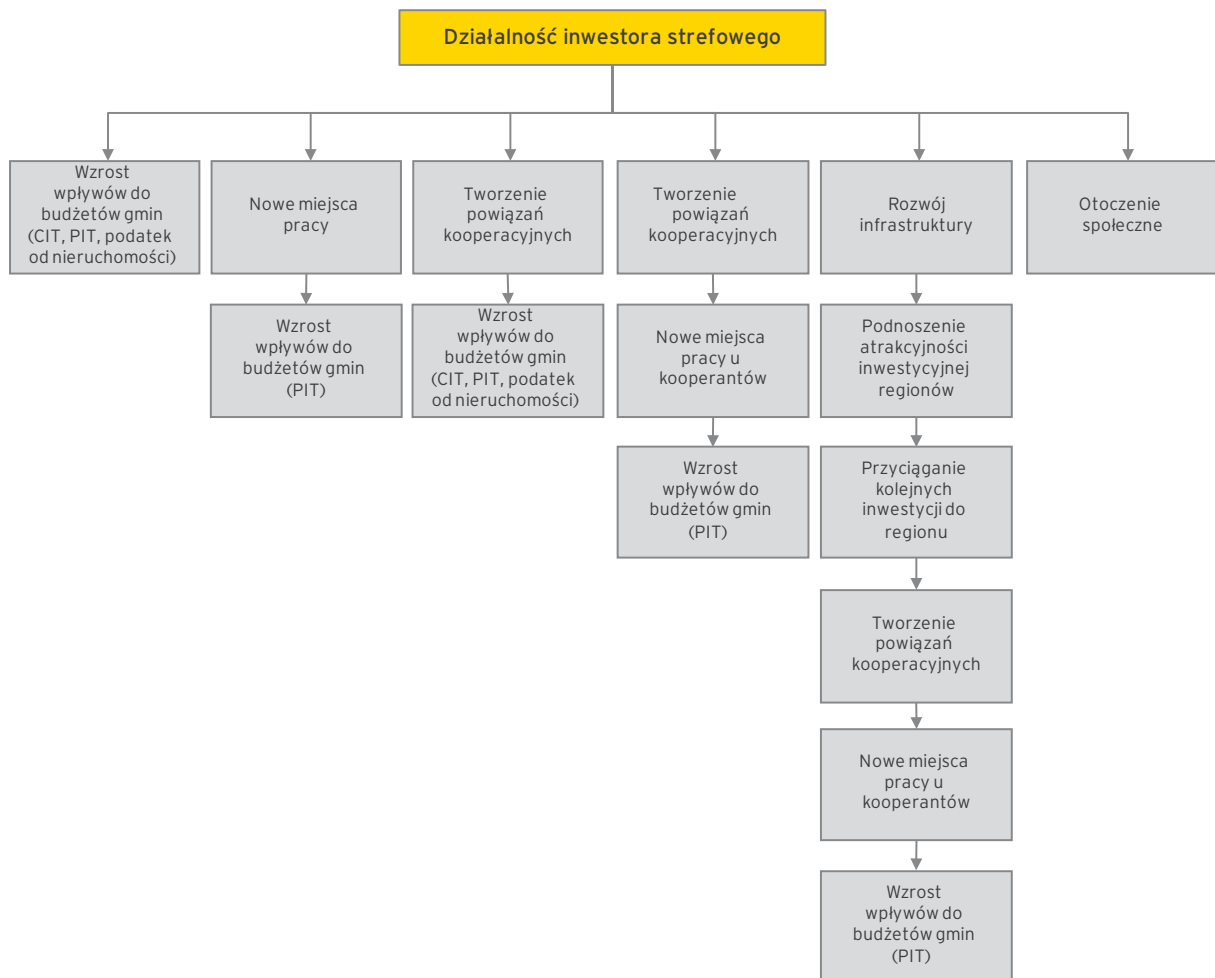 Działalność inwestora strefowego
Wzrost
wpływów do
budżetów gmin
(CIT, PIT, podatek
od nieruchomości)
Nowe miejsca
pracy
Tworzenie
powiązań
kooperacyjnych
Tworzenie
powiązań
kooperacyjnych
Rozwój
infrastruktury
Otoczenie
społeczne
Wzrost
wpływów do
budżetów gmin
(PIT)
Wzrost
wpływów do
budżetów gmin
(CIT, PIT, podatek
od nieruchomości)
Nowe miejsca
pracy u
kooperantów
Podnoszenie
atrakcyjności
inwestycyjnej
regionów
Wzrost
wpływów do
budżetów gmin
(PIT)
Przyciąganie
kolejnych
inwestycji do
regionu
Tworzenie
powiązań
kooperacyjnych
Nowe miejsca
pracy u
kooperantów
Wzrost
wpływów do
budżetów gmin
(PIT)